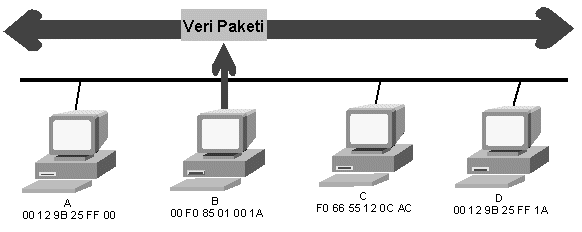 Veri Paketi
A
00 12 9B 25 FF 00
B
00 F0 85 01 00 1A
C
F0 66 55 12 0C AC
D
00 12 9B 25 FF 1A